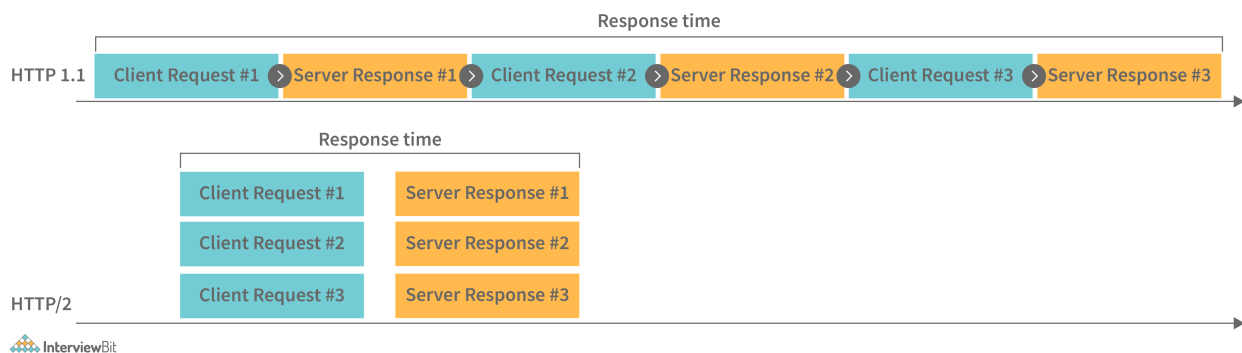 Response time
HTTP 1.1 Client Request #1 Server Response #1 Client Request #2 Server Response #2 Client Request #3 Server Response #3
Response time
Client Request #1 Server Response #1
Client Request #2 Server Response #2
Client Request #3 Server Response #3
HTTP/2
InterviewBit